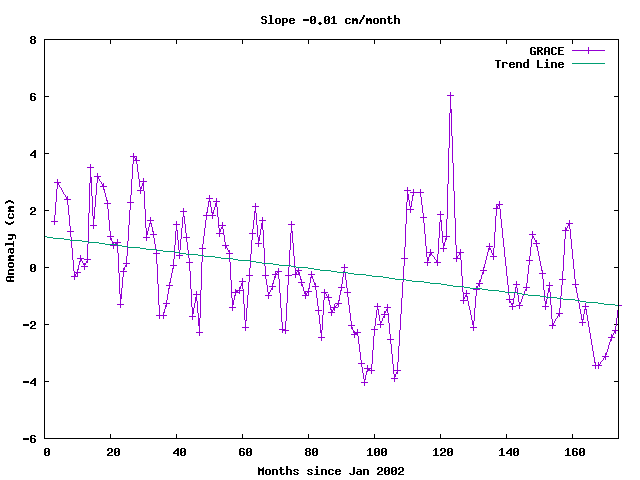 Slope -0.01 cm/month
GRACE
Trend Line
8
6
4
2
0
-2
-4
-6
Anomaly (cm)
0 20 40 60 80 100 120 140 160
Months since Jan 2002